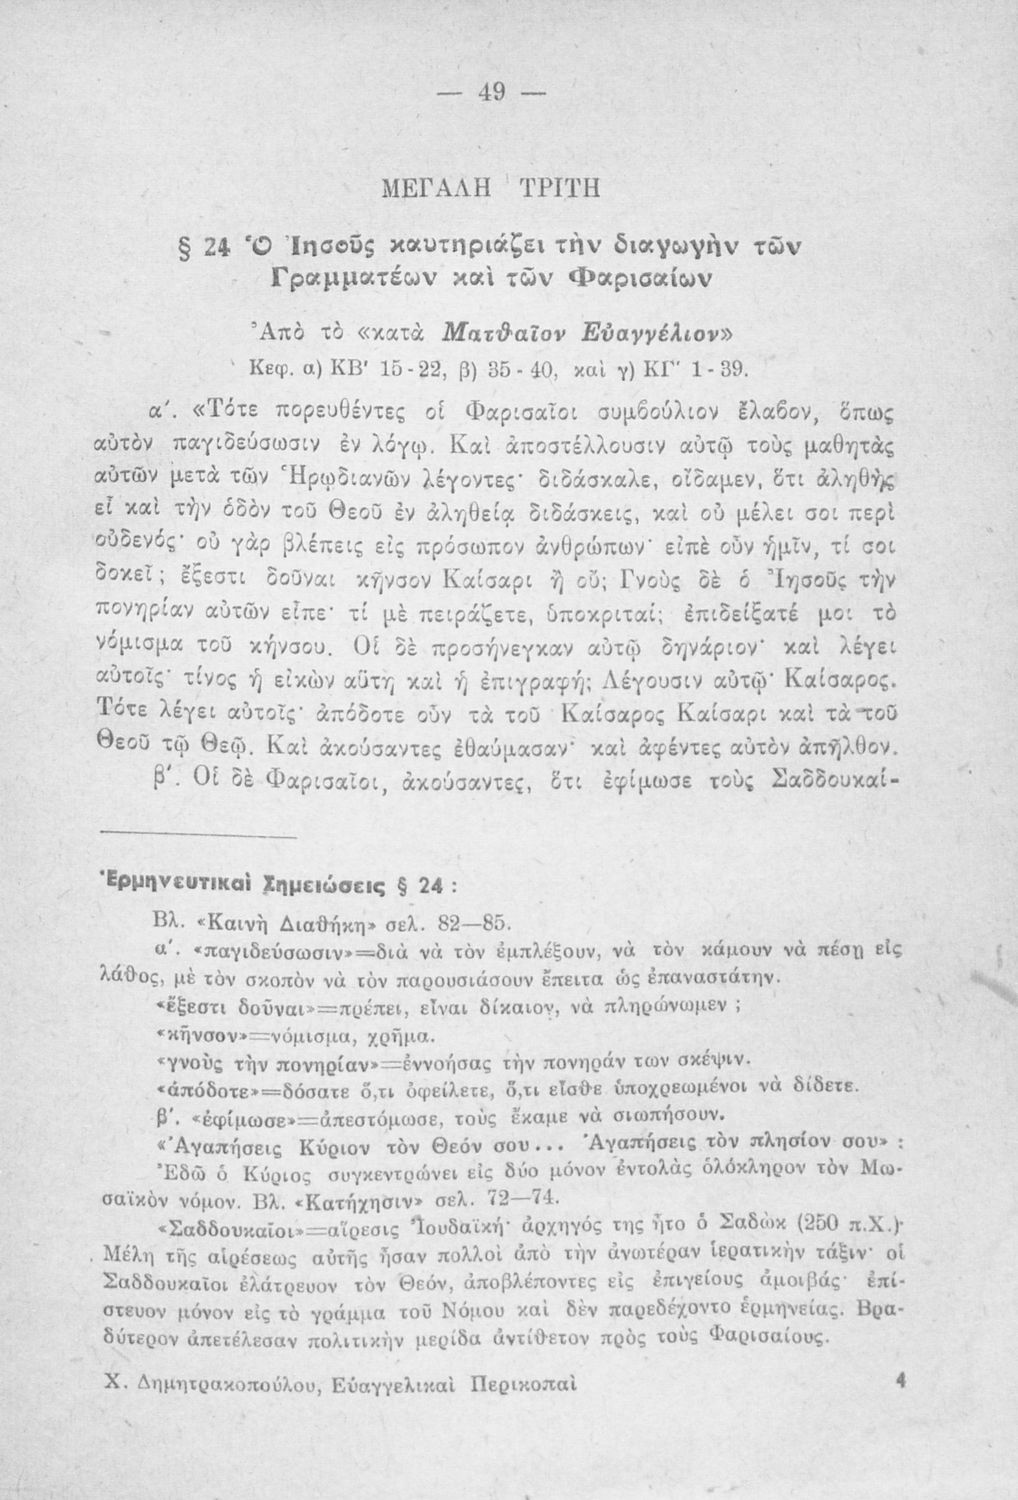 — 49 —
ΜΕΓΑΛΗ ΤΡΙΤΗ
§ 24 Ὁ Ἰησοῦς καυτηριάζει τὴν διαγωγὴν τῶν
Γραμματέων καὶ τῶν Φαρισαίων
Ἀπὸ τὸ «κατὰ Ματθαῖον Εὐαγγέλιον»
Κεφ. α) ΚΒ' 15-22, β) 35-40, καὶ γ) ΚΓ' 1-39.
α'. «Τότε πορευθέντες οἱ Φαρισαῖοι συμβούλιον ἔλαβον, ὅπως
αὐτὸν παγιδεύσωσιν ἐν λόγῳ. Καὶ ἀποστέλλουσιν αὐτῷ τοὺς μαθητὰς
αὐτῶν μετὰ τῶν Ἡρῳδιανῶν λέγοντες· διδάσκαλε, οἴδαμεν, ὅτι ἀληθὴς
εἶ καὶ τὴν ὁδὸν τοῦ Θεοῦ ἐν ἀληθείᾳ διδάσκεις, καὶ οὐ μέλει σοι περὶ
οὐδενός· οὐ γὰρ βλέπεις εἰς πρόσωπον ἀνθρώπων· εἰπὲ οὖν ἡμῖν, τί σοι
δοκεῖ; ἔξεστι δοῦναι κῆνσον Καίσαρι ἢ οὔ; Γνοὺς δὲ ὁ Ἰησοῦς τὴν
πονηρίαν αὐτῶν εἶπε· τί μὲ πειράζετε, ὑποκριταί; ἐπιδείξατέ μοι τὸ
νόμισμα τοῦ κήνσου. Οἱ δὲ προσήνεγκαν αὐτῷ δηνάριον· καὶ λέγει
αὐτοῖς· τίνος ἡ εἰκὼν αὕτη καὶ ἡ ἐπιγραφή; Λέγουσιν αὐτῷ· Καίσαρος.
Τότε λέγει αὐτοῖς· ἀπόδοτε οὖν τὰ τοῦ Καίσαρος Καίσαρι καὶ τὰ τοῦ
Θεοῦ τῷ Θεῷ. Καὶ ἀκούσαντες ἐθαύμασαν· καὶ ἀφέντες αὐτὸν ἀπῆλθον.
β'. Οἱ δὲ Φαρισαῖοι, ἀκούσαντες, ὅτι ἐφίμωσε τοὺς Σαδδουκαί-
Ἑρμηνευτικαὶ Σημειώσεις § 24 :
Βλ. «Καινὴ Διαθήκη» σελ. 82—85.
α'. «παγιδεύσωσιν»=διὰ νὰ τὸν ἐμπλέξουν, νὰ τὸν κάμουν νὰ πέσῃ εἰς
λάθος, μὲ τὸν σκοπὸν νὰ τὸν παρουσιάσουν ἔπειτα ὡς ἐπαναστάτην.
«ἔξεστι δοῦναι»=πρέπει, εἶναι δίκαιον, νὰ πληρώνωμεν ;
«κῆνσον»=νόμισμα, χρῆμα.
«γνοὺς τὴν πονηρίαν»=ἐννοήσας τὴν πονηράν των σκέψιν.
«ἀπόδοτε»=δόσατε ὅ,τι ὀφείλετε, ὅ,τι εἶσθε ὑποχρεωμένοι νὰ δίδετε.
β'. «ἐφίμωσε»=ἀπεστόμωσε, τοὺς ἔκαμε νὰ σιωπήσουν.
«Ἀγαπήσεις Κύριον τὸν Θεόν σου... Ἀγαπήσεις τὸν πλησίον σου» :
Ἐδῶ ὁ Κύριος συγκεντρώνει εἰς δύο μόνον ἐντολὰς ὁλόκληρον τὸν Μω-
σαϊκὸν νόμον. Βλ. «Κατήχησιν» σελ. 72—74.
«Σαδδουκαῖοι»=αἵρεσις Ἰουδαϊκή· ἀρχηγός της ἦτο ὁ Σαδὼκ (250 π.Χ.)·
Μέλη τῆς αἱρέσεως αὐτῆς ἦσαν πολλοὶ ἀπὸ τὴν ἀνωτέραν ἱερατικὴν τάξιν· οἱ
Σαδδουκαῖοι ἐλάτρευον τὸν Θεόν, ἀποβλέποντες εἰς ἐπιγείους ἀμοιβάς· ἐπί-
στευον μόνον εἰς τὸ γράμμα τοῦ Νόμου καὶ δὲν παρεδέχοντο ἑρμηνείας. Βρα-
δύτερον ἀπετέλεσαν πολιτικὴν μερίδα ἀντίθετον πρὸς τοὺς Φαρισαίους.
Χ. Δημητρακοπούλου, Εὐαγγελικαὶ Περικοπαὶ 4